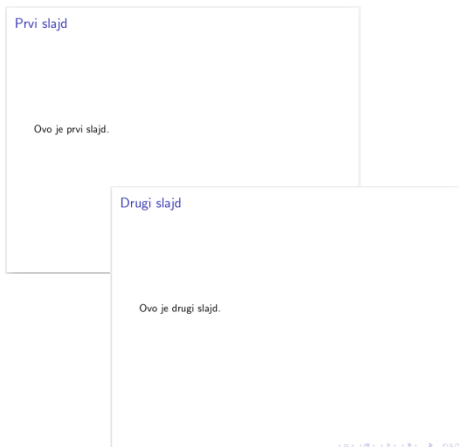 Prvi slajd
Ovo je prvi slajd.
Drugi slajd
Ovo je drugi slajd.